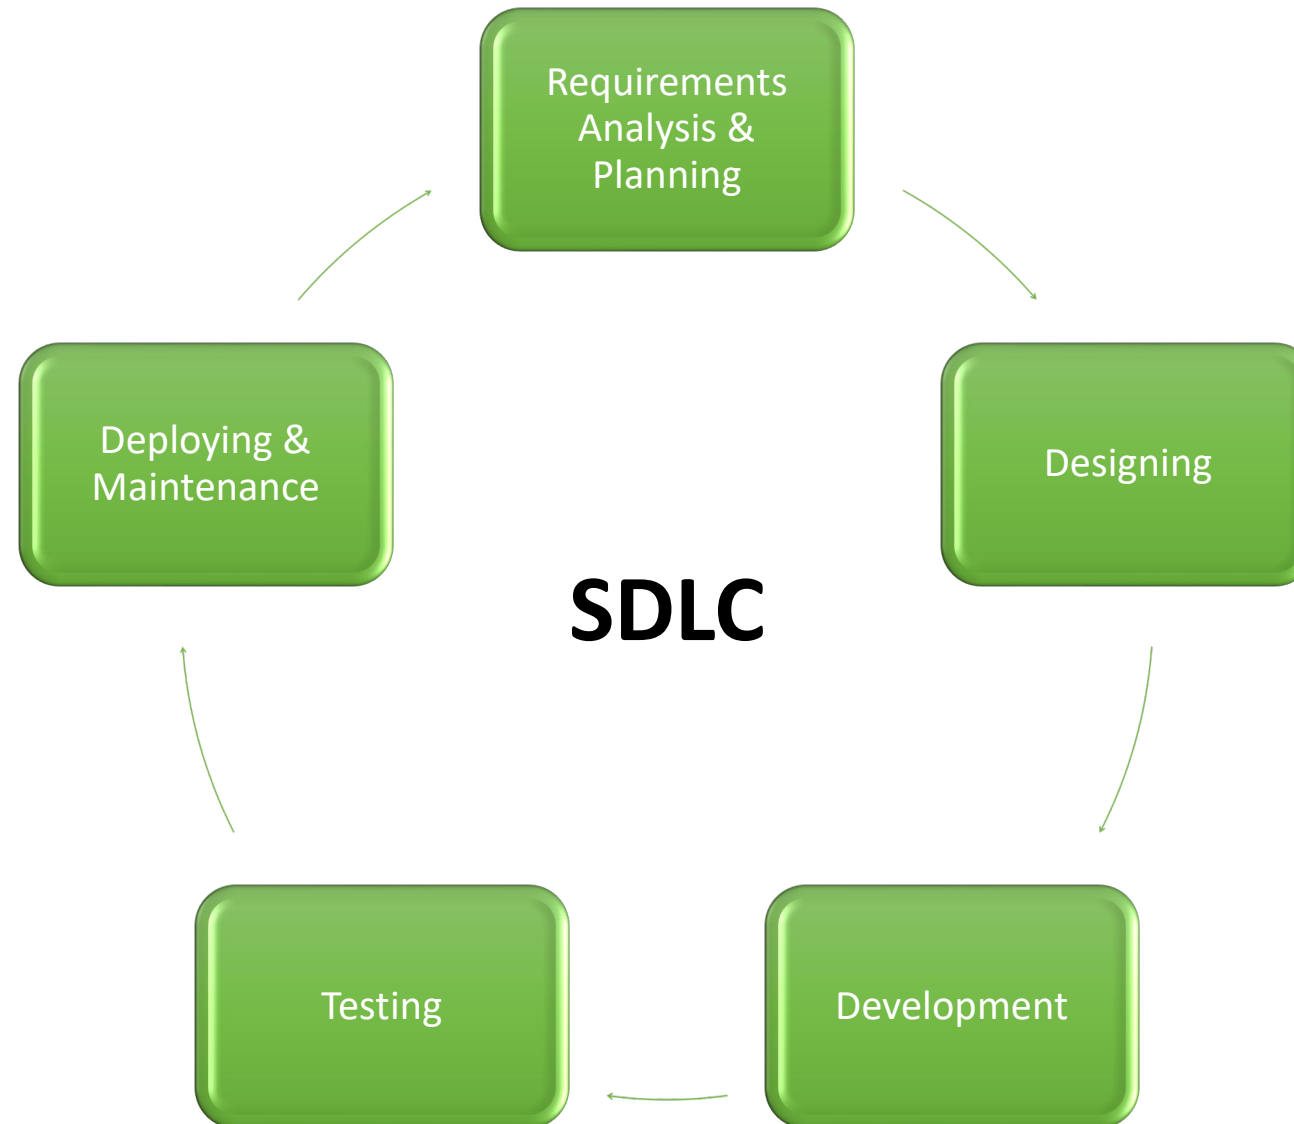 Requirements
Analysis &
Planning
Designing
Development
Testing
Deploying &
Maintenance
SDLC